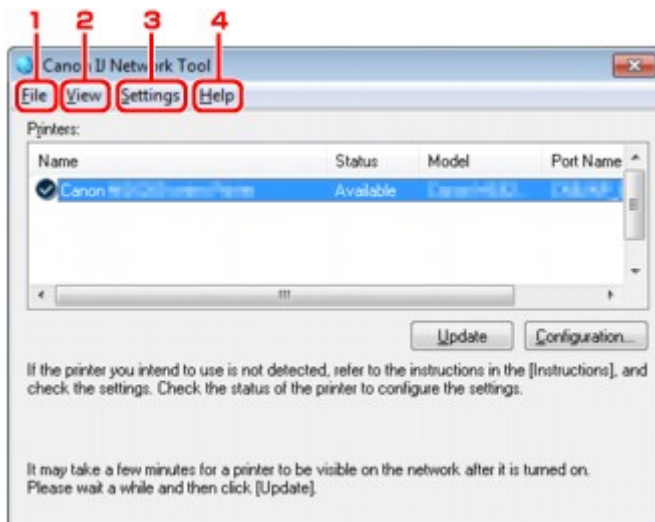 1 2 3 4
Canon IJ Network Tool
File View Settings Help
Printers:
Name Status Model Port Name
Canon Available
Update Configuration...
If the printer you intend to use is not detected, refer to the instructions in the [Instructions], and
check the settings. Check the status of the printer to configure the settings.
It may take a few minutes for a printer to be visible on the network after it is turned on.
Please wait a while and then click [Update].